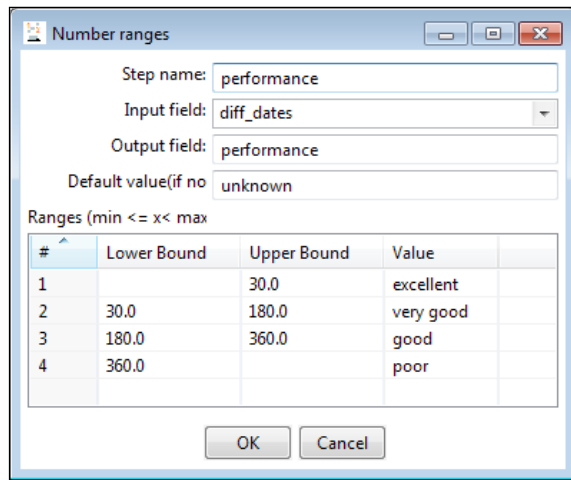 Number ranges
Step name: performance
Input field: diff_dates
Output field: performance
Default value(if no unknown
Ranges (min <= x< max
# Lower Bound Upper Bound Value
1 30.0 excellent
2 30.0 180.0 very good
3 180.0 360.0 good
4 360.0 poor
OK Cancel